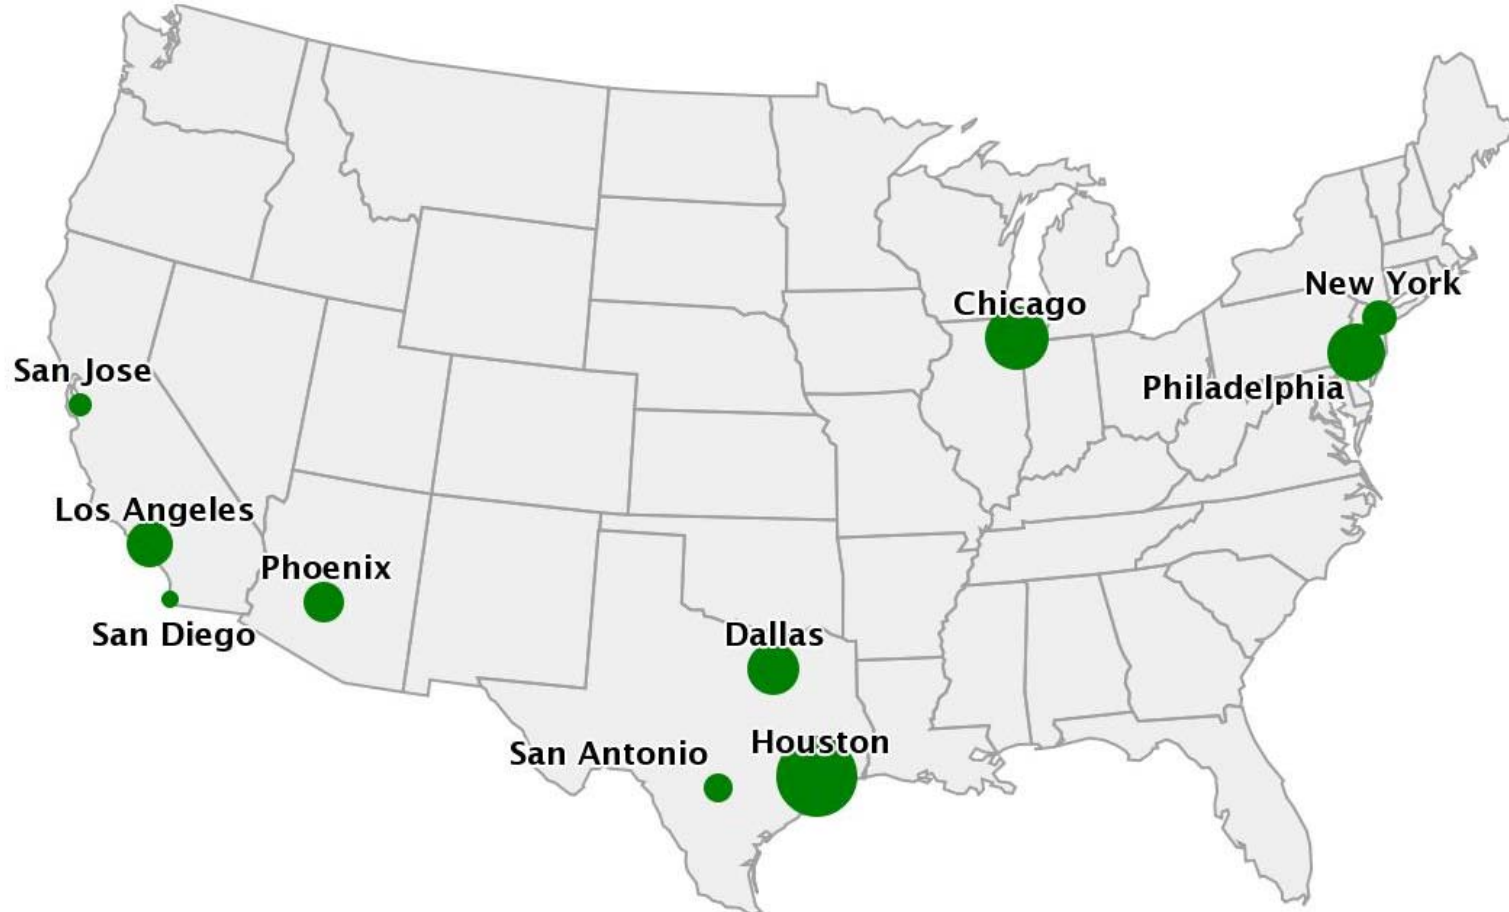 New York
Chicago
San Jose
Philadelphia
Los Angeles
Phoenix
San Diego
Dallas
Houston
San Antonio